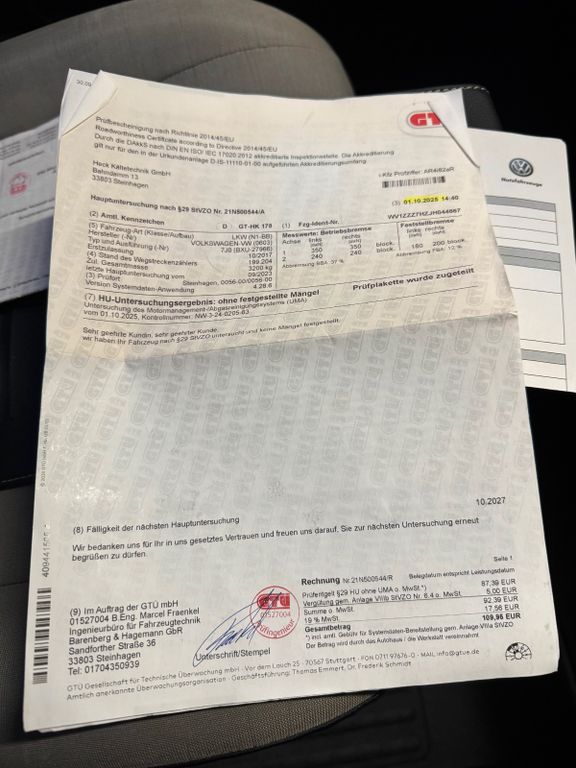 30.09
GTÜ
Prüfbescheinigung nach Richtlinie 2014/45/EU
Roadworthiness Certificate according to Directive 2014/45/EU
Durch die DAkkS nach DIN EN ISO/ IEC 17020:2012 akkreditierte Inspektionsstelle. Die Akkreditierung
gilt nur für den in der Urkundenanlage D-IS-11110-01-00 aufgeführten Akkreditierungsumfang.
Heck Kältetechnik GmbH
Bahndamm 13
33803 Steinhagen
Hauptuntersuchung nach §29 StVZO Nr. 21N500544/A
(3) 01.10.2025 14:40
(2) Amtl. Kennzeichen D GT-HK 178 (1) Fzg-Ident-Nr.
(5) Fahrzeug-Art (Klasse/Aufbau) LKW (N1-BB)
Hersteller (-Nr) VOLKSWAGEN-VW (0603)
Typ und Ausführung (-Nr)
Erstzulassung 10/2017
(4) Stand des Wegstreckenzählers 199.204
Zul. Gesamtmasse 3200 kg
letzte Hauptuntersuchung vom 09/2023
(3) Prüfort: Steinhagen, 0056-00/0056-00
Version Systemdaten-Anwendung 4.28.6
Messwerte: Betriebsbremse Feststellbremse
Achse links rechts links rechts
1 350 350 block.
2 240 240 block. 180 200 block.
Prüfplakette wurde zugeteilt
(7) HU-Untersuchungsergebnis: ohne festgestellte Mängel
Untersuchung des Motormanagement-/Abgasreinigungssystems (UMA)
vom 01.10.2025, Kontrollnummer: NW-3-24-0205-63
Sehr geehrte Kundin, sehr geehrter Kunde,
wir haben Ihr Fahrzeug nach §29 StVZO untersucht und keine Mängel festgestellt.
(8) Fälligkeit der nächsten Hauptuntersuchung 10.2027
Wir bedanken uns für Ihr in uns gesetztes Vertrauen und freuen uns darauf, Sie zur nächsten Untersuchung erneut
begrüßen zu dürfen.
Seite 1
(9) Im Auftrag der GTÜ mbH
01527004 B.Eng. Marcel Fraenkel
Ingenieurbüro für Fahrzeugtechnik
Barenberg & Hagemann GbR
Sandforther Straße 36
33803 Steinhagen
Tel: 01704350939
GTÜ
01527004
Prüfingenieur
Unterschrift/Stempel
Rechnung Nr.21N500544/R Belegdatum entspricht Leistungsdatum
Prüfentgelt §29 HU ohne UMA o. MwSt.*) 87,39 EUR
Vergütung gem. Anlage VIIIb StVZO Nr. 6.4 o. MwSt. 5,00 EUR
Summe o. MwSt. 92,39 EUR
19 % MwSt. 17,56 EUR
Gesamtbetrag 109,95 EUR
*) incl. amtl. Gebühr für Systemdaten-Bereitstellung gem. Anlage VIIIa StVZO
Der Betrag wird durch das Autohaus / die Werkstatt vereinnahmt
GTÜ Gesellschaft für Technische Überwachung mbH · Vor dem Lauch 25 · 70567 Stuttgart · FON 0711 97676-0 · MAIL info@gtue.de
Amtlich anerkannte Überwachungsorganisation · Geschäftsführung: Thomas Emmert, Dr. Frederik Schmidt
Nutzfahrzeuge